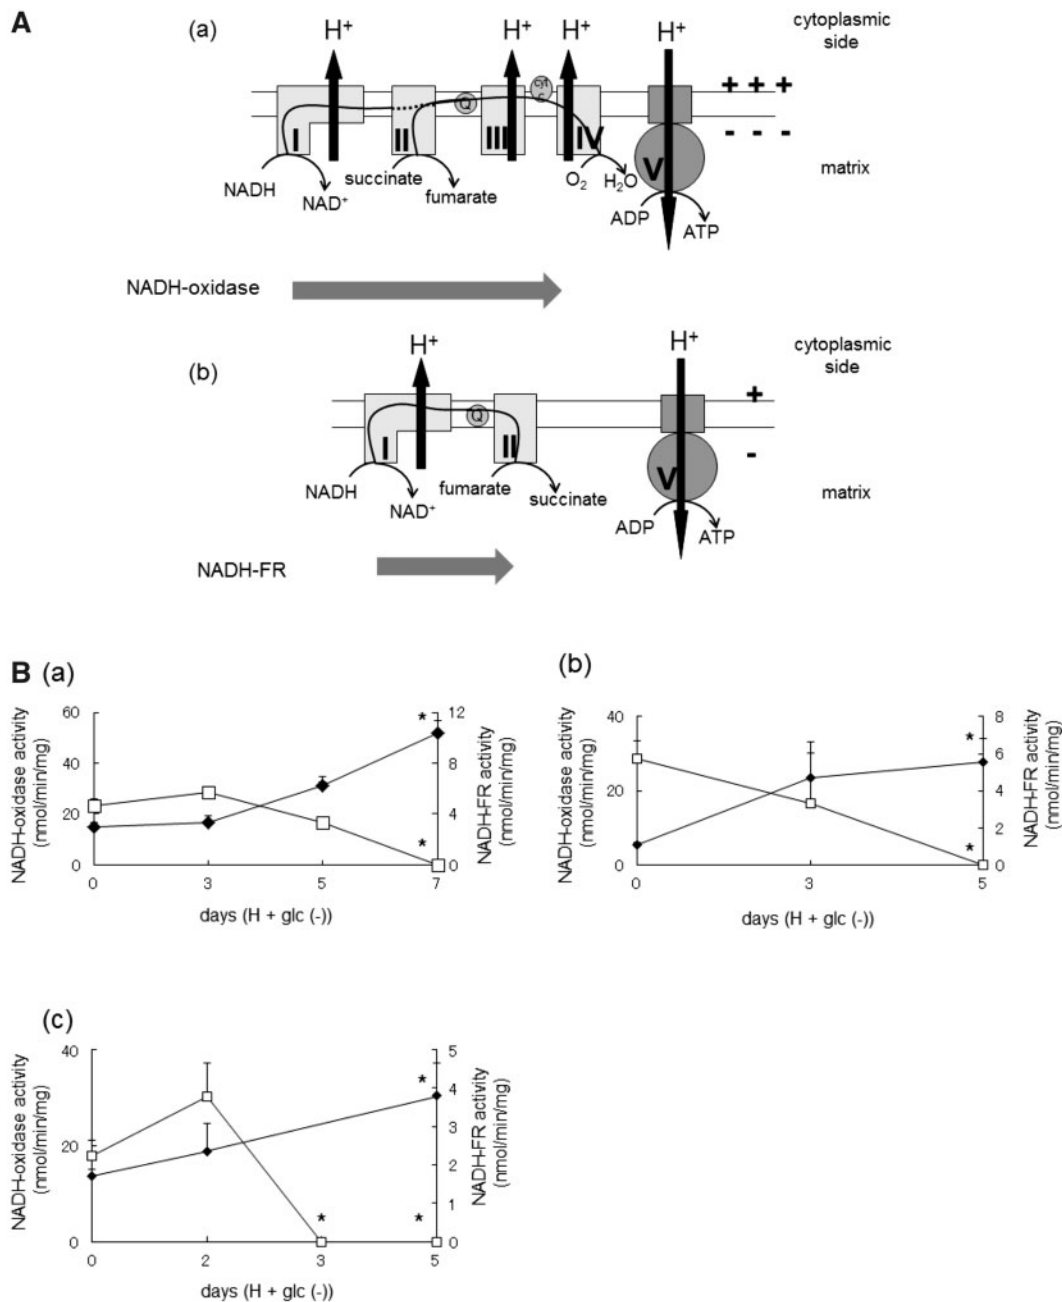 A
(a)
H⁺ H⁺ H⁺ H⁺
cytoplasmic
side
+ + +
Q
I II III IV V
- - -
matrix
NADH NAD⁺ succinate fumarate O₂ H₂O ADP ATP
NADH-oxidase
(b)
H⁺ H⁺
cytoplasmic
side
+
Q
I II V
-
matrix
NADH NAD⁺ fumarate succinate ADP ATP
NADH-FR
B (a)
NADH-oxidase activity
(nmol/min/mg)
60
40
20
0
12
8
4
0
NADH-FR activity
(nmol/min/mg)
*
*
0 3 5 7
days (H + glc (-))
(b)
NADH-oxidase activity
(nmol/min/mg)
40
20
0
8
6
4
2
0
NADH-FR activity
(nmol/min/mg)
*
*
0 3 5
days (H + glc (-))
(c)
NADH-oxidase activity
(nmol/min/mg)
40
20
0
5
4
3
2
1
0
NADH-FR activity
(nmol/min/mg)
*
* *
0 2 3 5
days (H + glc (-))